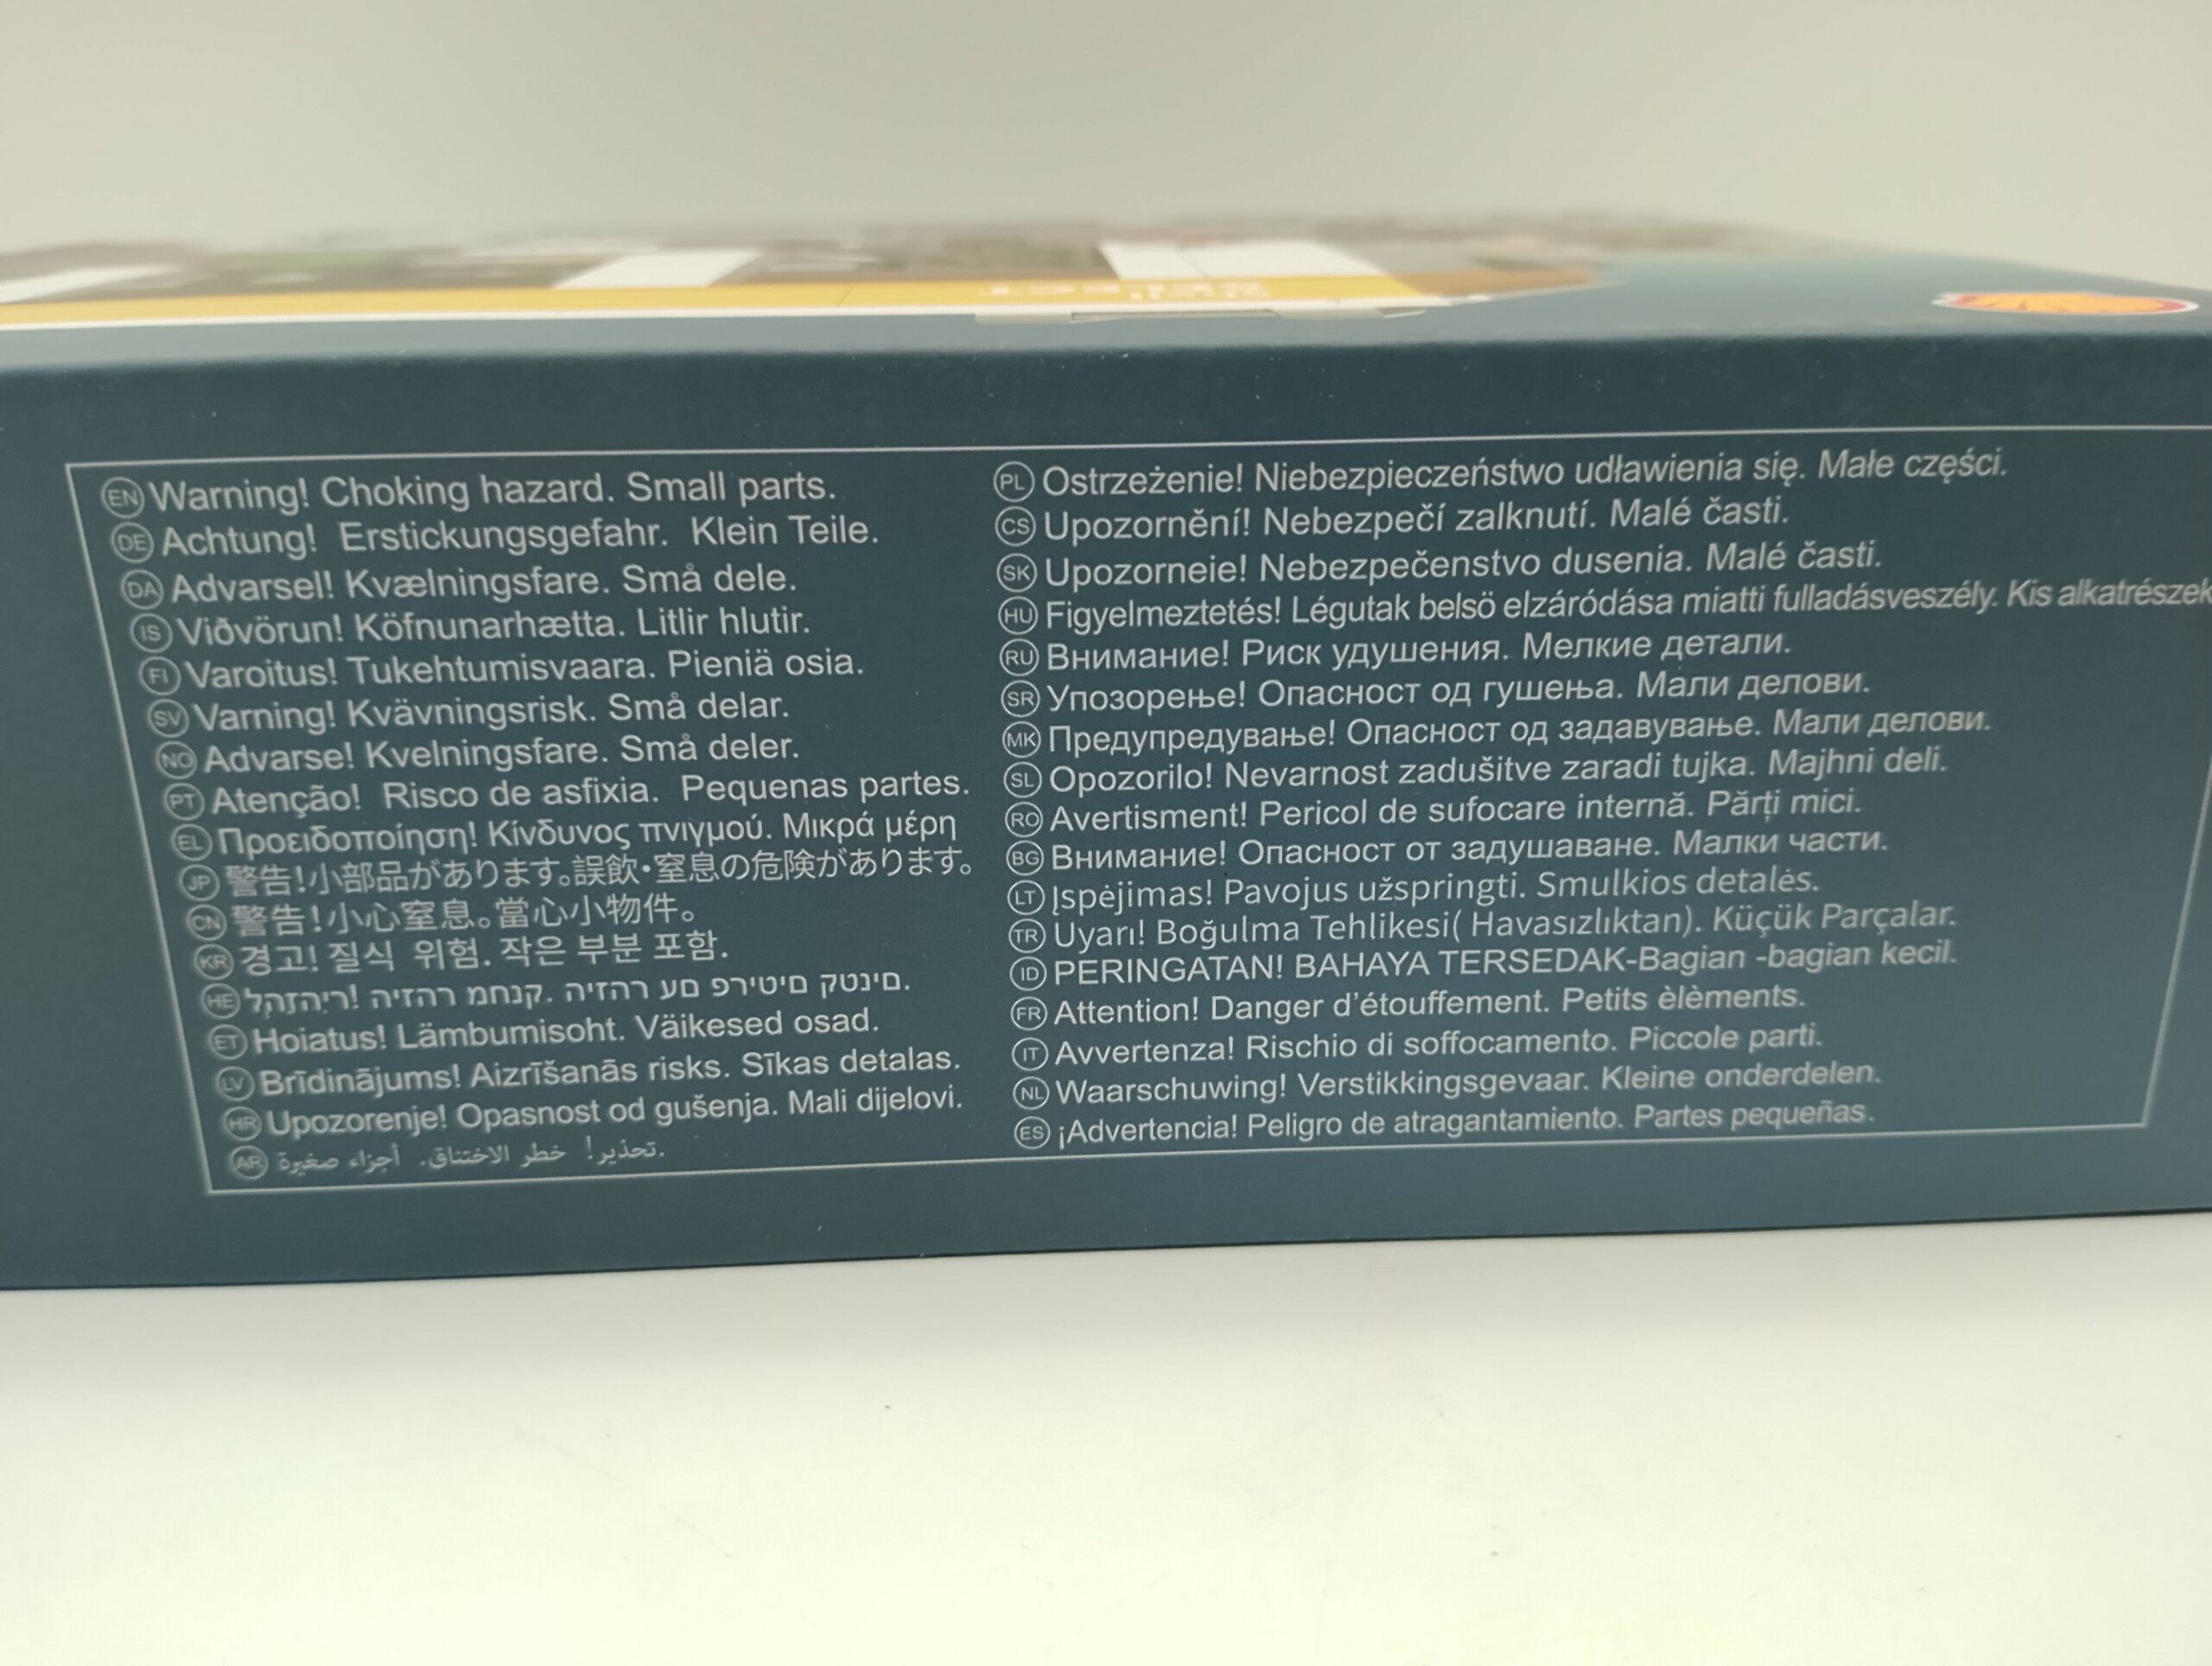 EN Warning! Choking hazard. Small parts.
DE Achtung! Erstickungsgefahr. Klein Teile.
DA Advarsel! Kvælningsfare. Små dele.
IS Viðvörun! Köfnunarhætta. Litlir hlutir.
FI Varoitus! Tukehtumisvaara. Pieniä osia.
SV Varning! Kvävningsrisk. Små delar.
NO Advarse! Kvelningsfare. Små deler.
PT Atenção! Risco de asfixia. Pequenas partes.
EL Προειδοποίηση! Κίνδυνος πνιγμού. Μικρά μέρη
JP 警告!小部品があります。誤飲・窒息の危険があります。
CN 警告!小心窒息。當心小物件。
KR 경고! 질식 위험. 작은 부분 포함.
HE להזהיר! היזהר מחנק. היזהר עם פריטים קטנים.
ET Hoiatus! Lämbumisoht. Väikesed osad.
LV Brīdinājums! Aizrīšanās risks. Sīkas detalas.
HR Upozorenje! Opasnost od gušenja. Mali dijelovi.
AR تحذير! خطر الاختناق. أجزاء صغيرة.
PL Ostrzeżenie! Niebezpieczeństwo udławienia się. Małe części.
CS Upozornění! Nebezpečí zalknutí. Malé časti.
SK Upozorneie! Nebezpečenstvo dusenia. Malé časti.
HU Figyelmeztetés! Légutak belsö elzáródása miatti fulladásveszély. Kis alkatrészek
RU Внимание! Риск удушения. Мелкие детали.
SR Упозорење! Опасност од гушења. Мали делови.
MK Предупредување! Опасност од задавување. Мали делови.
SL Opozorilo! Nevarnost zadušitve zaradi tujka. Majhni deli.
RO Avertisment! Pericol de sufocare internă. Părți mici.
BG Внимание! Опасност от задушаване. Малки части.
LT Įspėjimas! Pavojus užspringti. Smulkios detalės.
TR Uyarı! Boğulma Tehlikesi( Havasızlıktan). Küçük Parçalar.
ID PERINGATAN! BAHAYA TERSEDAK-Bagian -bagian kecil.
FR Attention! Danger d'étouffement. Petits èlèments.
IT Avvertenza! Rischio di soffocamento. Piccole parti.
NL Waarschuwing! Verstikkingsgevaar. Kleine onderdelen.
ES ¡Advertencia! Peligro de atragantamiento. Partes pequeñas.